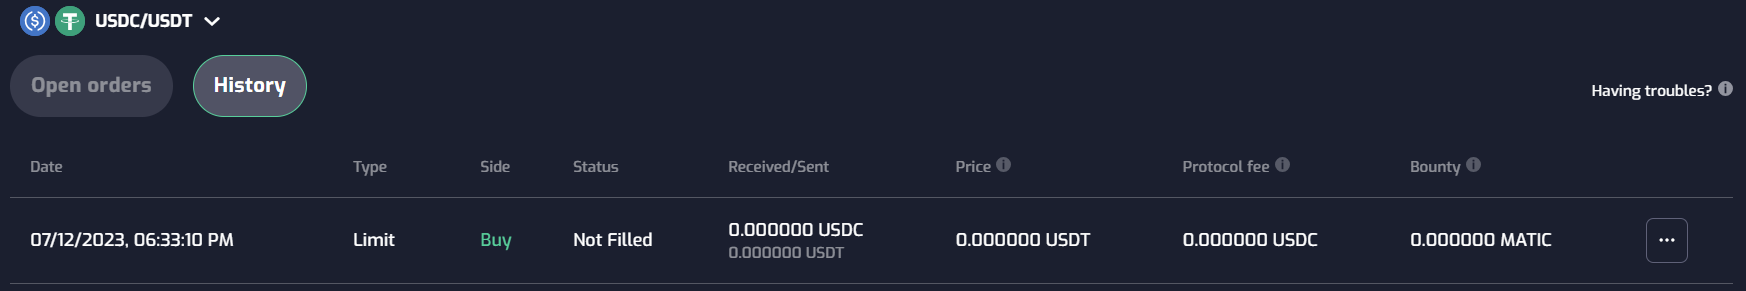 USDC/USDT
Open orders History
Having troubles?
Date Type Side Status Received/Sent Price Protocol fee Bounty
07/12/2023, 06:33:10 PM Limit Buy Not Filled 0.000000 USDC 0.000000 USDT 0.000000 USDC 0.000000 MATIC
0.000000 USDT